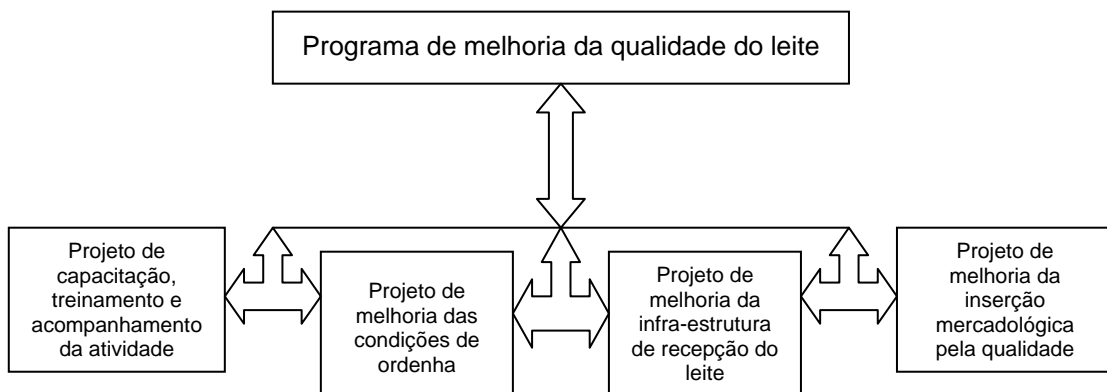 Programa de melhoria da qualidade do leite
Projeto de
capacitação,
treinamento e
acompanhamento
da atividade
Projeto de
melhoria das
condições de
ordenha
Projeto de
melhoria da
infra-estrutura
de recepção do
leite
Projeto de
melhoria da
inserção
mercadológica
pela qualidade